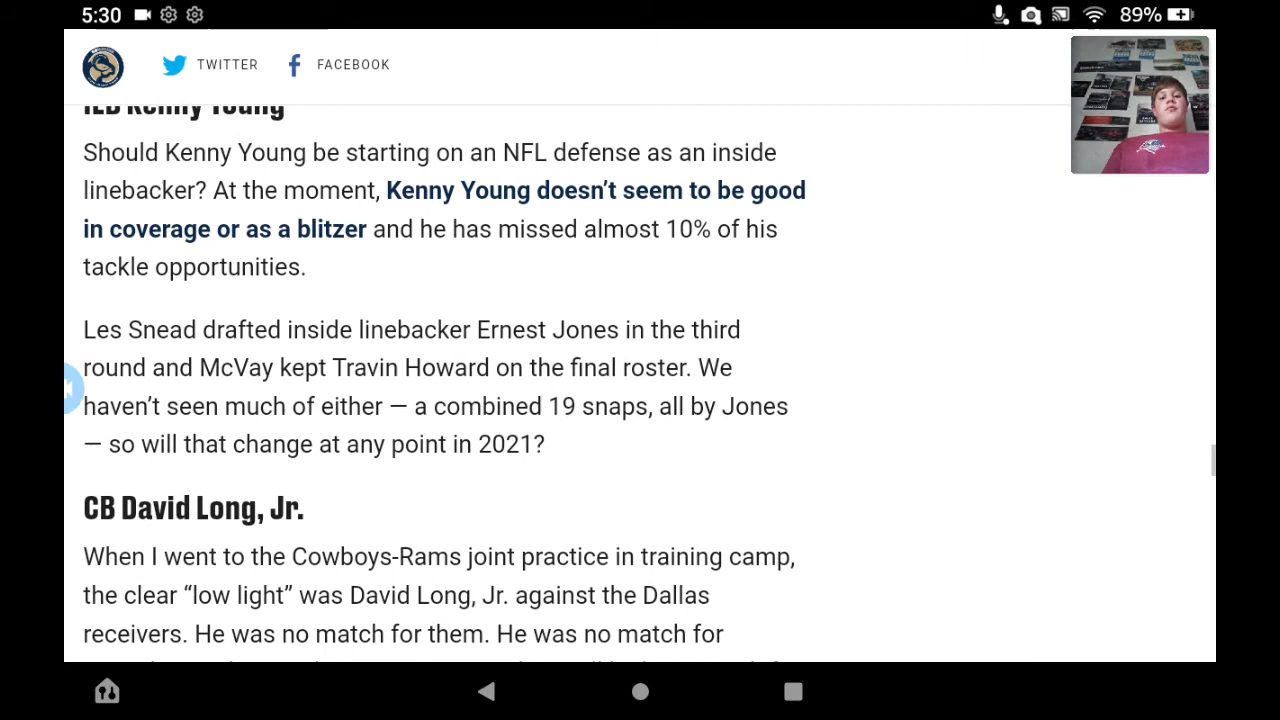 5:30
89%
TWITTER
FACEBOOK
ILB Kenny Young
Should Kenny Young be starting on an NFL defense as an inside
linebacker? At the moment, Kenny Young doesn’t seem to be good
in coverage or as a blitzer and he has missed almost 10% of his
tackle opportunities.
Les Snead drafted inside linebacker Ernest Jones in the third
round and McVay kept Travin Howard on the final roster. We
haven’t seen much of either — a combined 19 snaps, all by Jones
— so will that change at any point in 2021?
CB David Long, Jr.
When I went to the Cowboys-Rams joint practice in training camp,
the clear “low light” was David Long, Jr. against the Dallas
receivers. He was no match for them. He was no match for